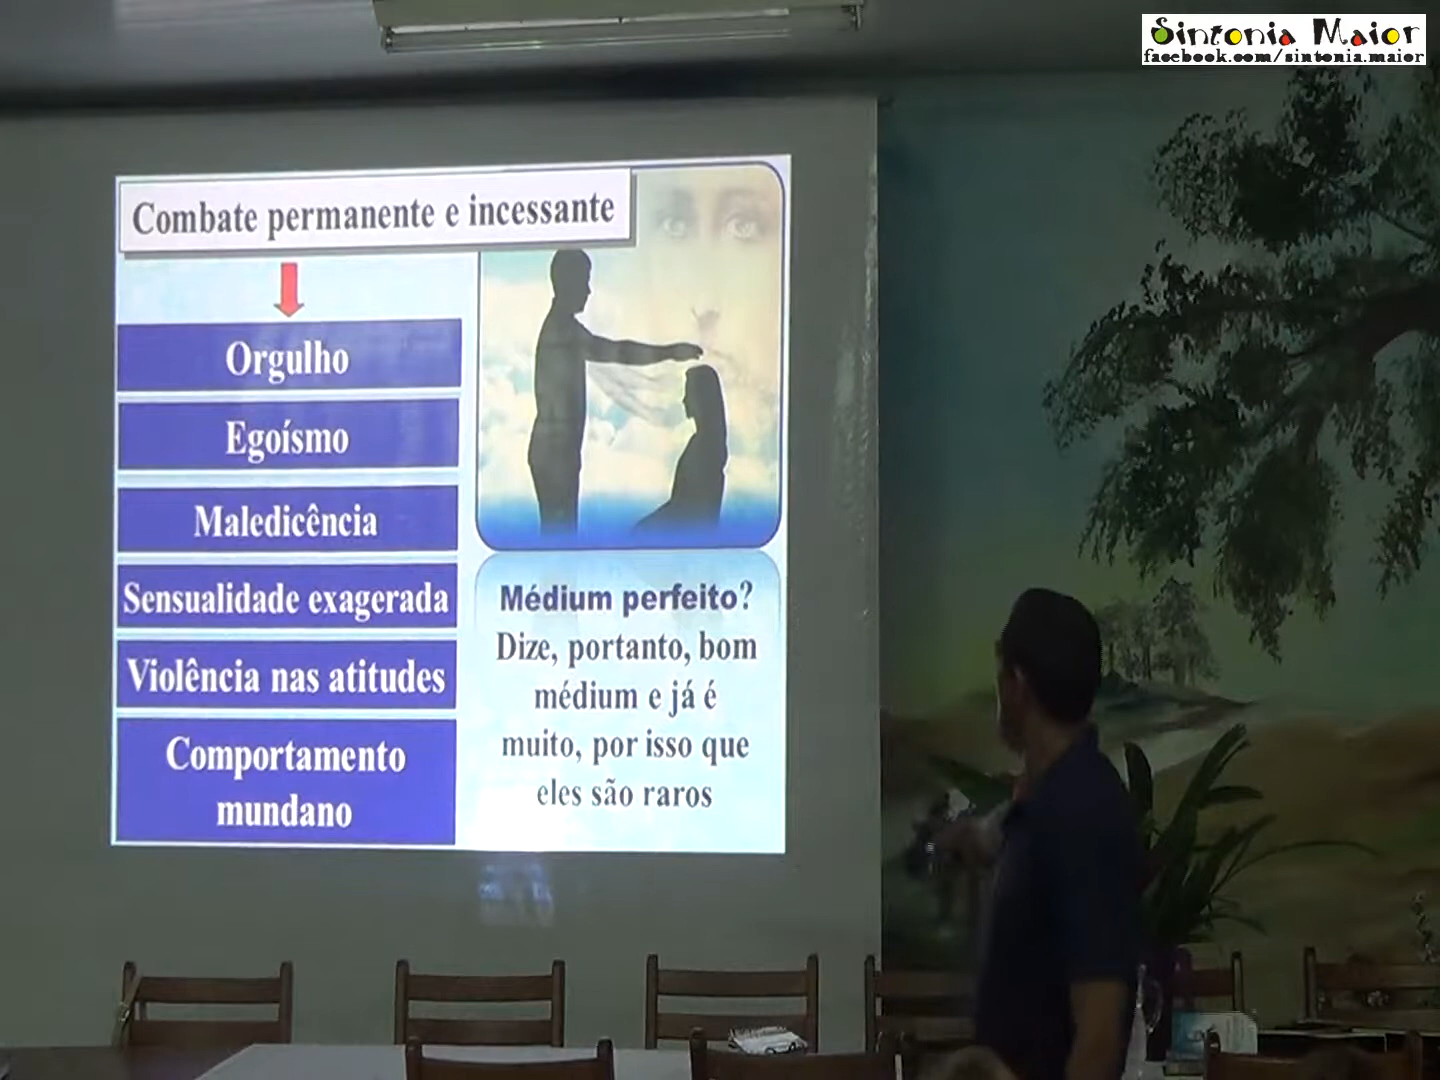 Sintonia Maior
facebook.com/sintonia.maior
Combate permanente e incessante
Orgulho
Egoísmo
Maledicência
Sensualidade exagerada
Violência nas atitudes
Comportamento
mundano
Médium perfeito?
Dize, portanto, bom
médium e já é
muito, por isso que
eles são raros